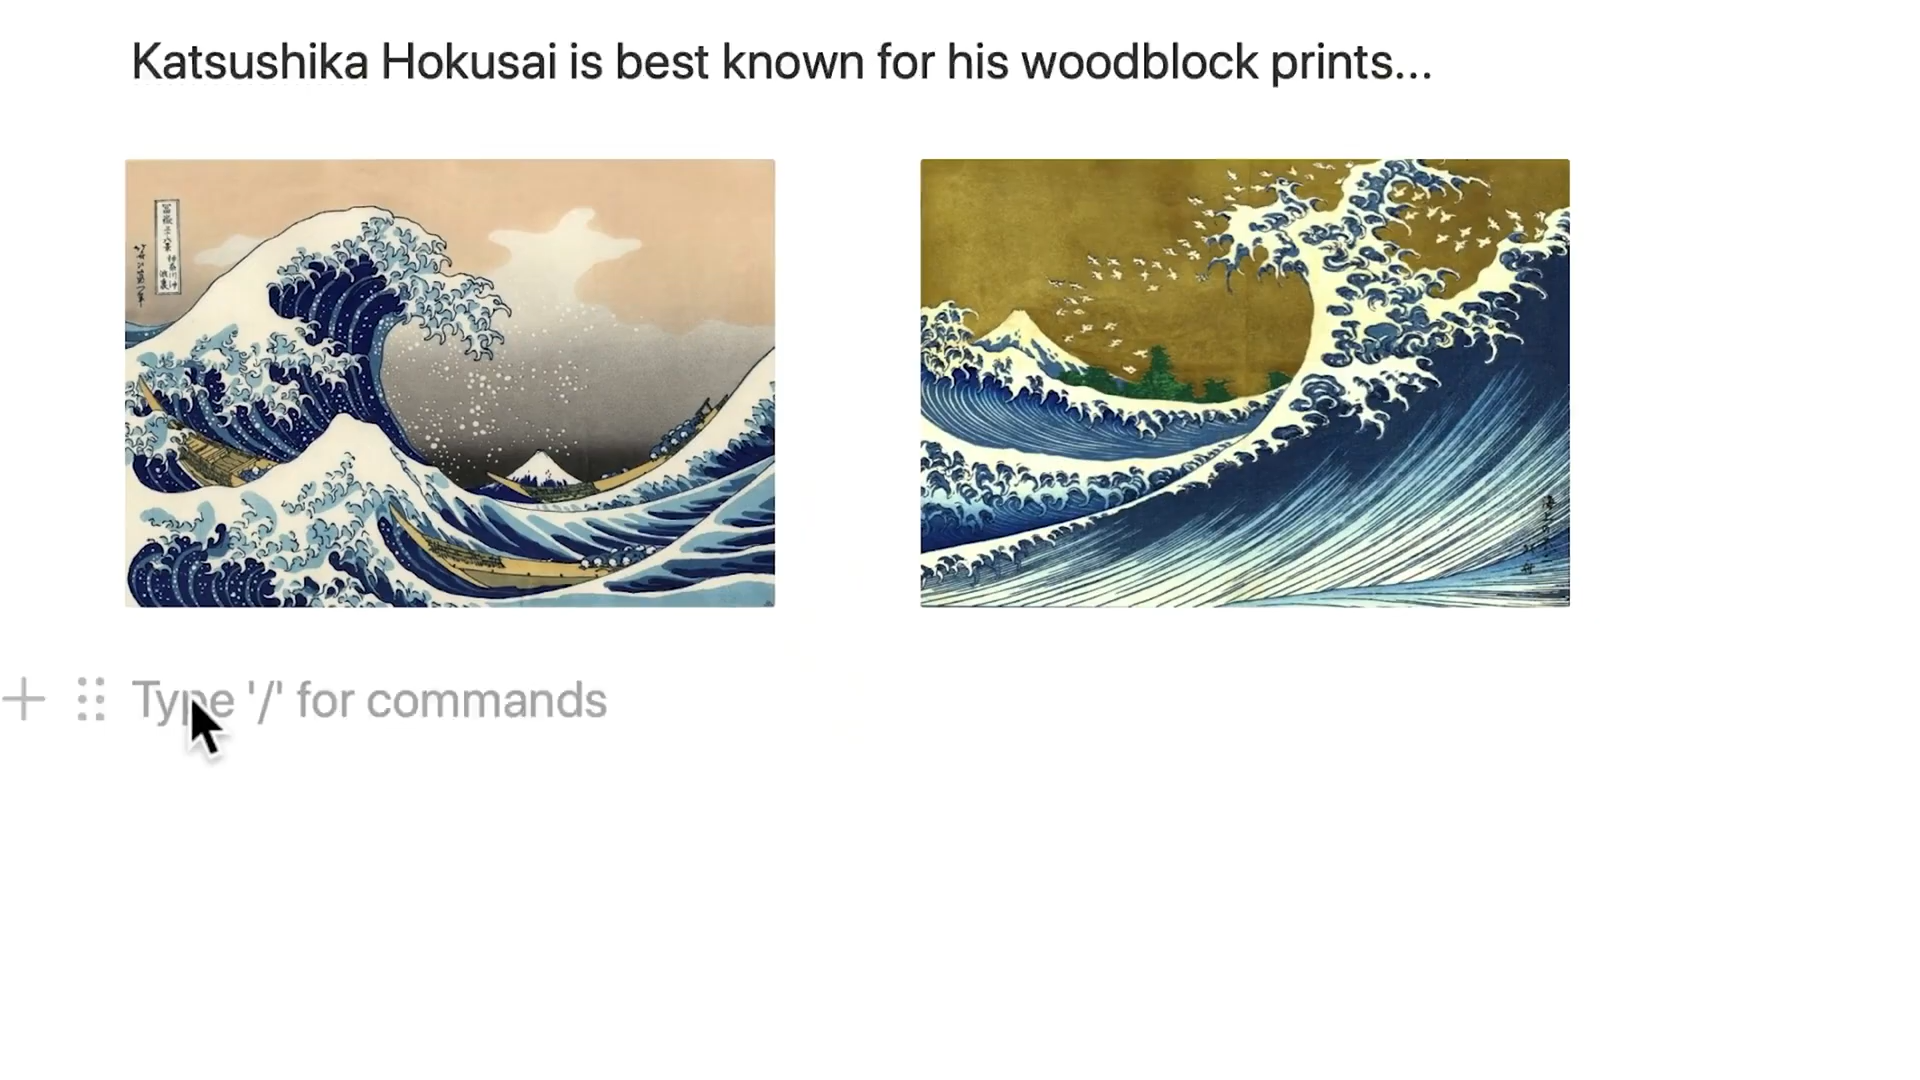 Katsushika Hokusai is best known for his woodblock prints...
Type '/' for commands